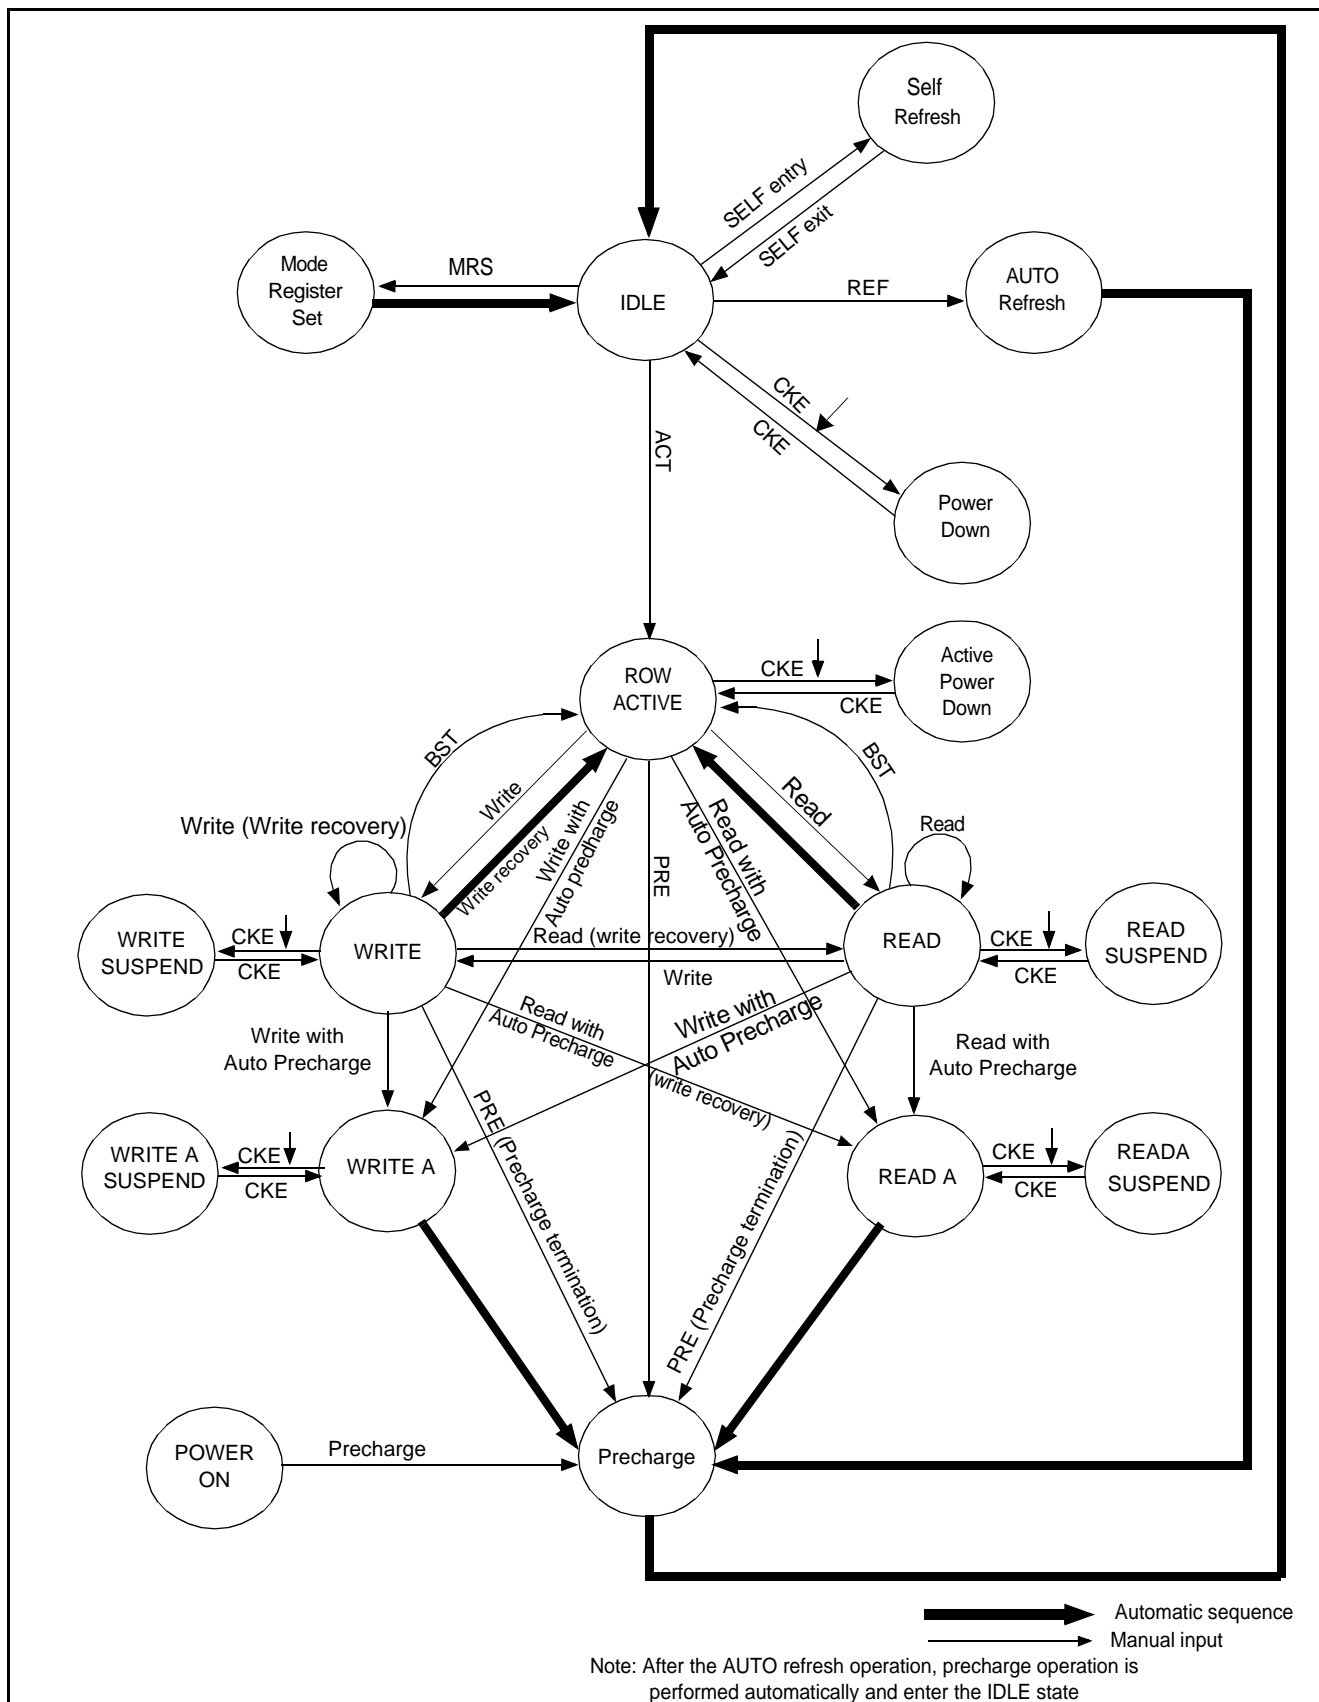 Self
Refresh
SELF entry
SELF exit
Mode
Register
Set
MRS
IDLE
REF
AUTO
Refresh
CKE
CKE
ACT
Power
Down
ROW
ACTIVE
CKE
CKE
Active
Power
Down
BST
BST
Write
Write recovery
Write with
Auto predharge
PRE
Read with
Auto Precharge
Read
Write (Write recovery)
Read
WRITE
SUSPEND
CKE
CKE
WRITE
Read (write recovery)
Write
READ
CKE
CKE
READ
SUSPEND
Write with
Auto Precharge
Read with
Auto Precharge
(write recovery)
Write with
Auto Precharge
Read with
Auto Precharge
WRITE A
SUSPEND
CKE
CKE
WRITE A
PRE (Precharge termination)
PRE (Precharge termination)
READ A
CKE
CKE
READA
SUSPEND
POWER
ON
Precharge
Precharge
Automatic sequence
Manual input
Note: After the AUTO refresh operation, precharge operation is
performed automatically and enter the IDLE state